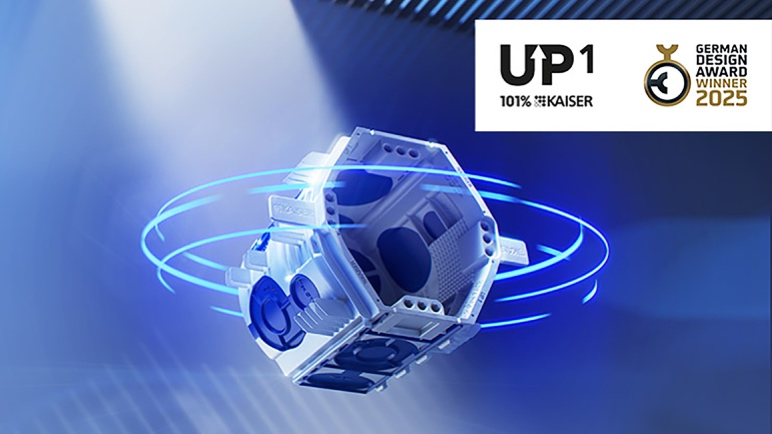 UP1
101% KAISER
GERMAN
DESIGN
AWARD
WINNER
2025